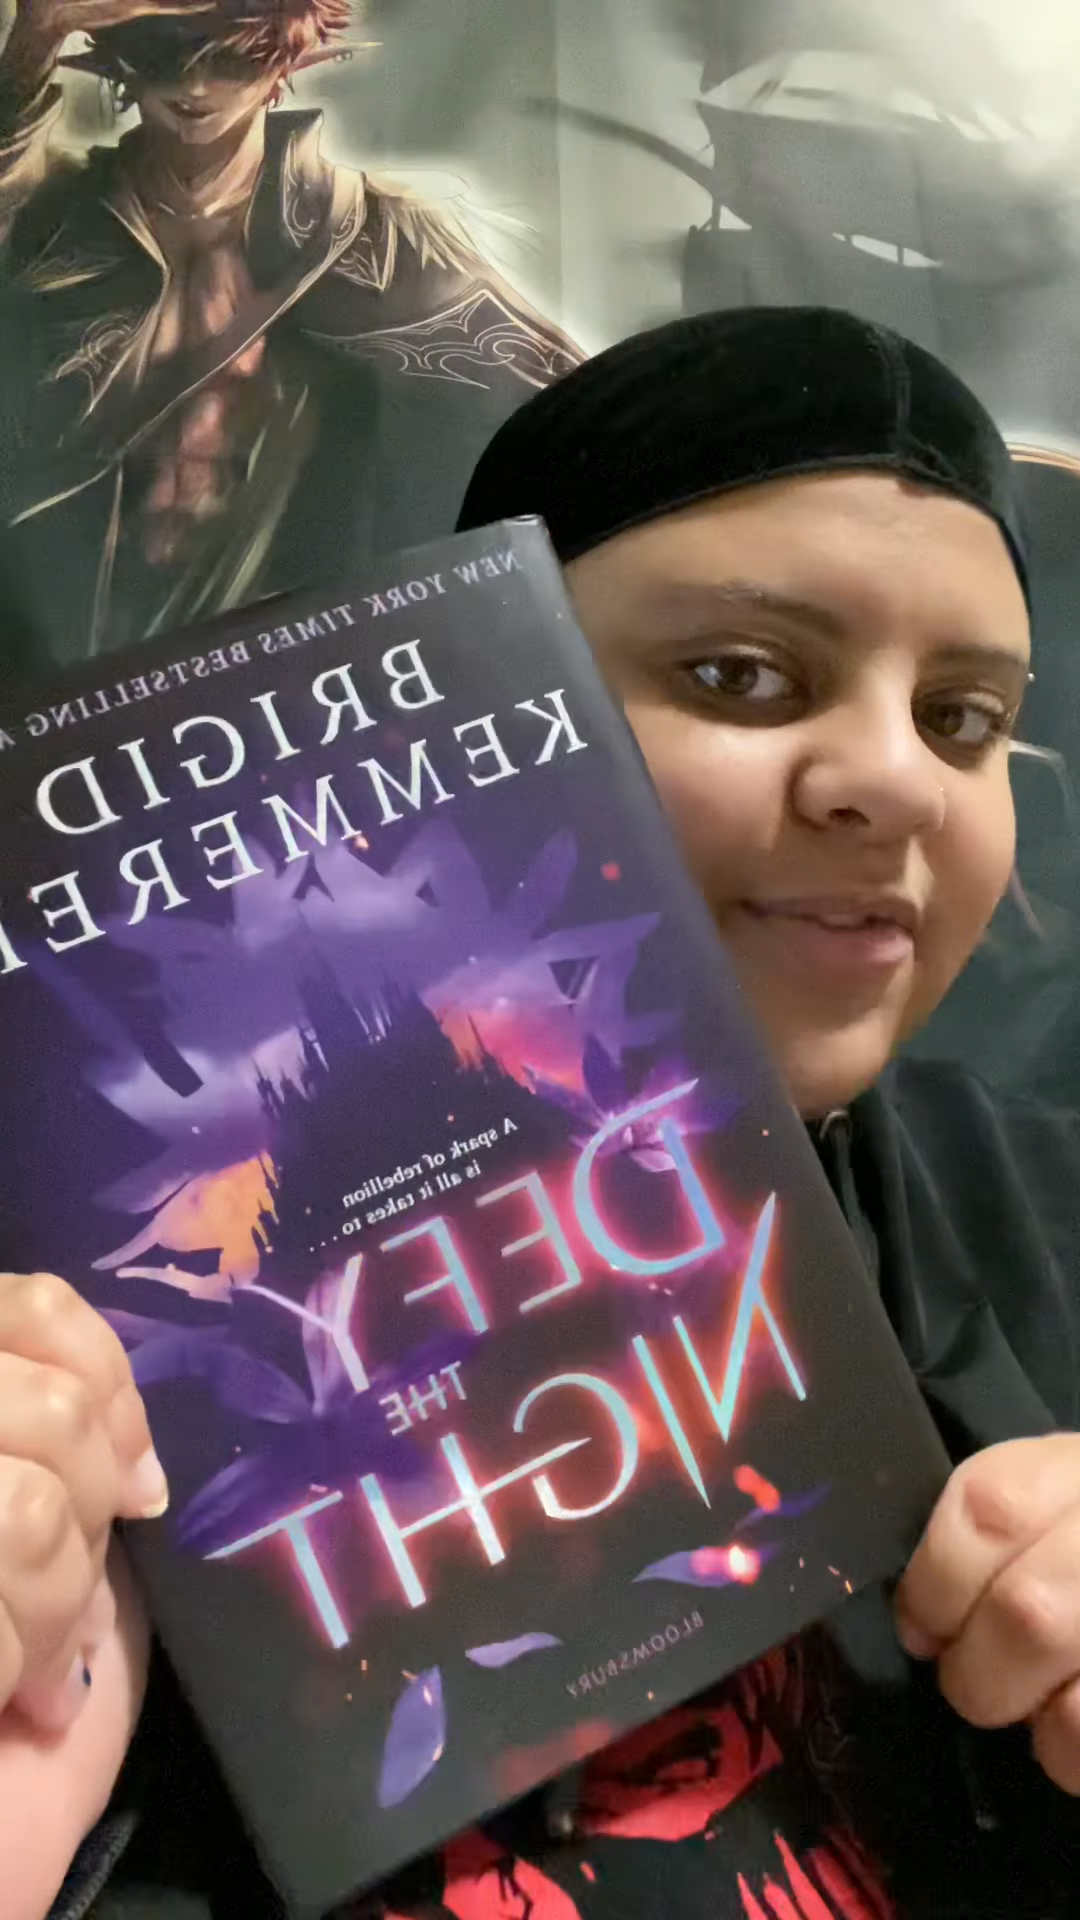 NEW YORK TIMES BESTSELLING A
BRIGID
KEMMERER
A spark of rebellion
is all it takes to
....
DEFY
THE
NIGHT
BLOOMSBURY